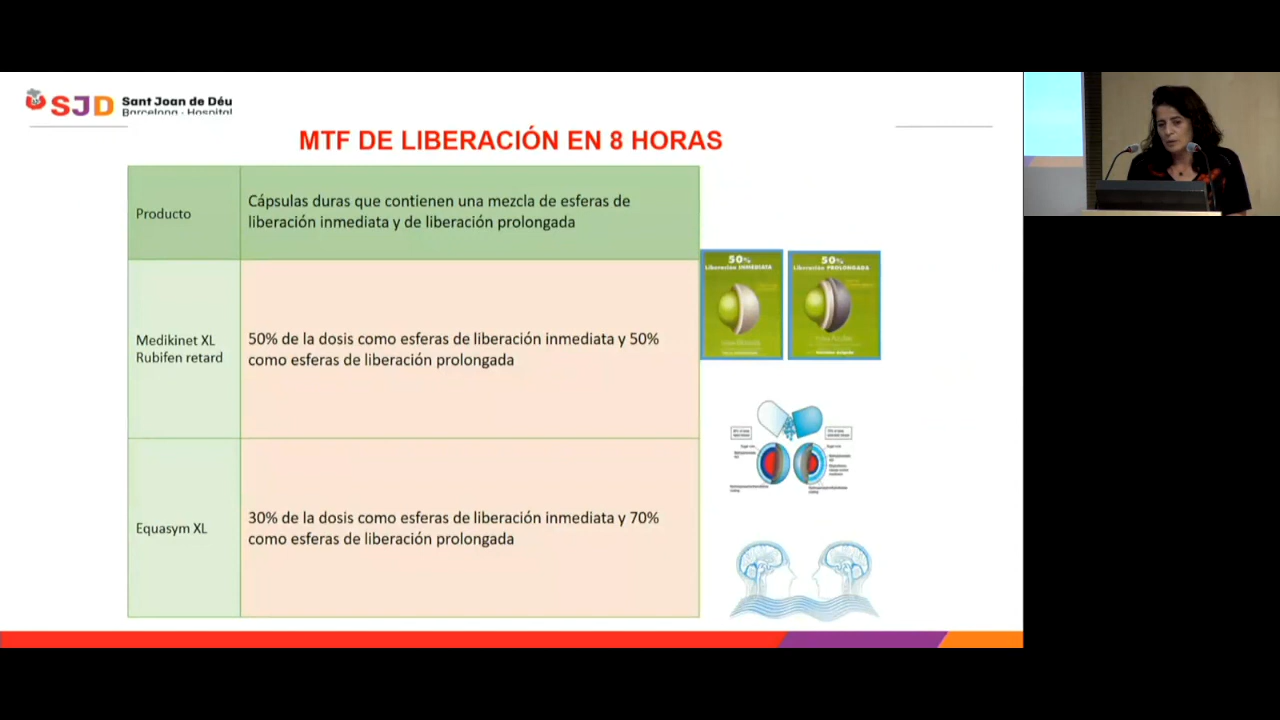 SJD Sant Joan de Déu
Barcelona · Hospital
MTF DE LIBERACIÓN EN 8 HORAS
Producto
Cápsulas duras que contienen una mezcla de esferas de
liberación inmediata y de liberación prolongada
50%
Liberación INMEDIATA
50%
Liberación PROLONGADA
Medikinet XL
Rubifen retard
50% de la dosis como esferas de liberación inmediata y 50%
como esferas de liberación prolongada
Equasym XL
30% de la dosis como esferas de liberación inmediata y 70%
como esferas de liberación prolongada